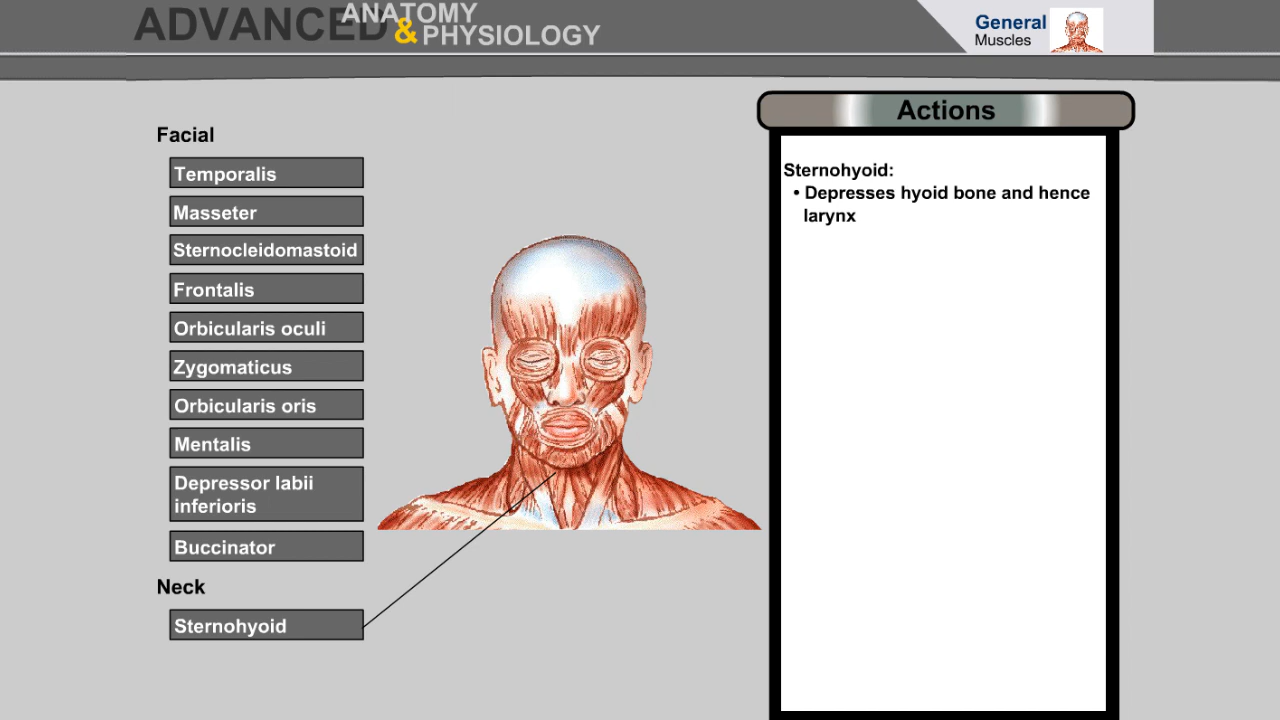 ADVANCED ANATOMY
& PHYSIOLOGY
General
Muscles
Facial
Temporalis
Masseter
Sternocleidomastoid
Frontalis
Orbicularis oculi
Zygomaticus
Orbicularis oris
Mentalis
Depressor labii
inferioris
Buccinator
Neck
Sternohyoid
Actions
Sternohyoid:
• Depresses hyoid bone and hence
larynx